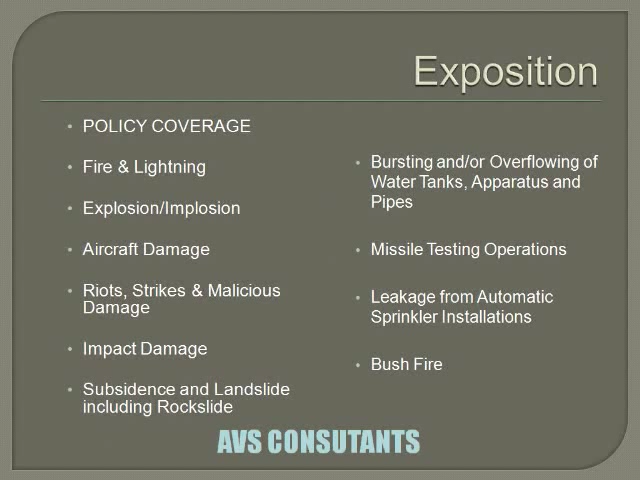 Exposition
• POLICY COVERAGE
• Fire & Lightning
• Explosion/Implosion
• Aircraft Damage
• Riots, Strikes & Malicious
Damage
• Impact Damage
• Subsidence and Landslide
including Rockslide
• Bursting and/or Overflowing of
Water Tanks, Apparatus and
Pipes
• Missile Testing Operations
• Leakage from Automatic
Sprinkler Installations
• Bush Fire
AVS CONSUTANTS